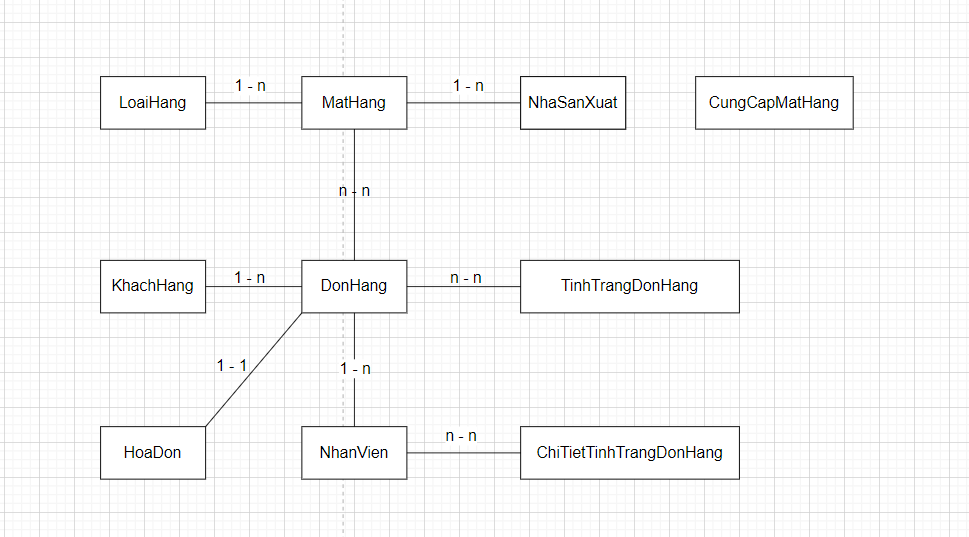 1 - n
1 - n
LoaiHang
MatHang
NhaSanXuat
CungCapMatHang
n - n
1 - n
n - n
KhachHang
DonHang
TinhTrangDonHang
1 - 1
1 - n
n - n
HoaDon
NhanVien
ChiTietTinhTrangDonHang